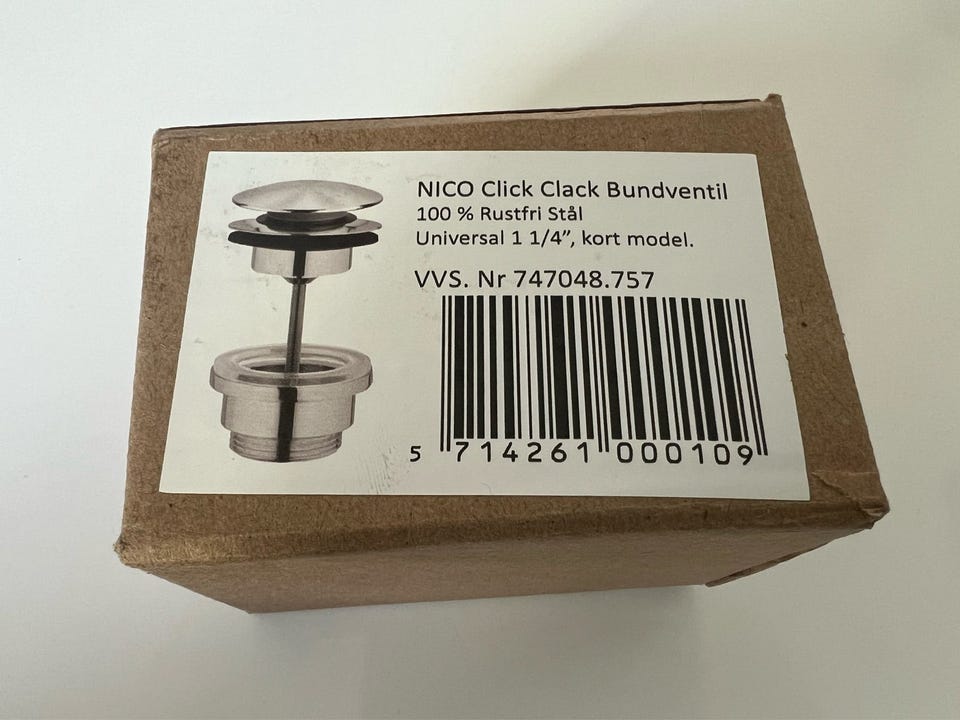 NICO Click Clack Bundventil
100 % Rustfri Stål
Universal 1 1/4”, kort model.
VVS. Nr 747048.757
5 714261 000109